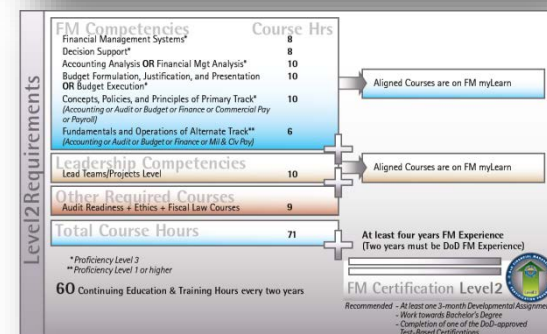 Level2Requirements
FM Competencies Course Hrs
Financial Management Systems* 8
Decision Support* 8
Accounting Analysis OR Financial Mgt Analysis* 10
Budget Formulation, Justification, and Presentation 10
OR Budget Execution*
Concepts, Policies, and Principles of Primary Track* 10
(Accounting or Audit or Budget or Finance or Commercial Pay
or Payroll)
Fundamentals and Operations of Alternate Track** 6
(Accounting or Audit or Budget or Finance or Mil & Civ Pay)
Aligned Courses are on FM myLearn
Leadership Competencies
Lead Teams/Projects Level 10
Aligned Courses are on FM myLearn
Other Required Courses
Audit Readiness + Ethics + Fiscal Law Courses 9
Total Course Hours 71
At least four years FM Experience
(Two years must be DoD FM Experience)
* Proficiency Level 3
** Proficiency Level 1 or higher
60 Continuing Education & Training Hours every two years
FM Certification Level2
Recommended - At least one 3-month Developmental Assignment
- Work towards Bachelor's Degree
- Completion of one of the DoD-approved
Test-Based Certifications